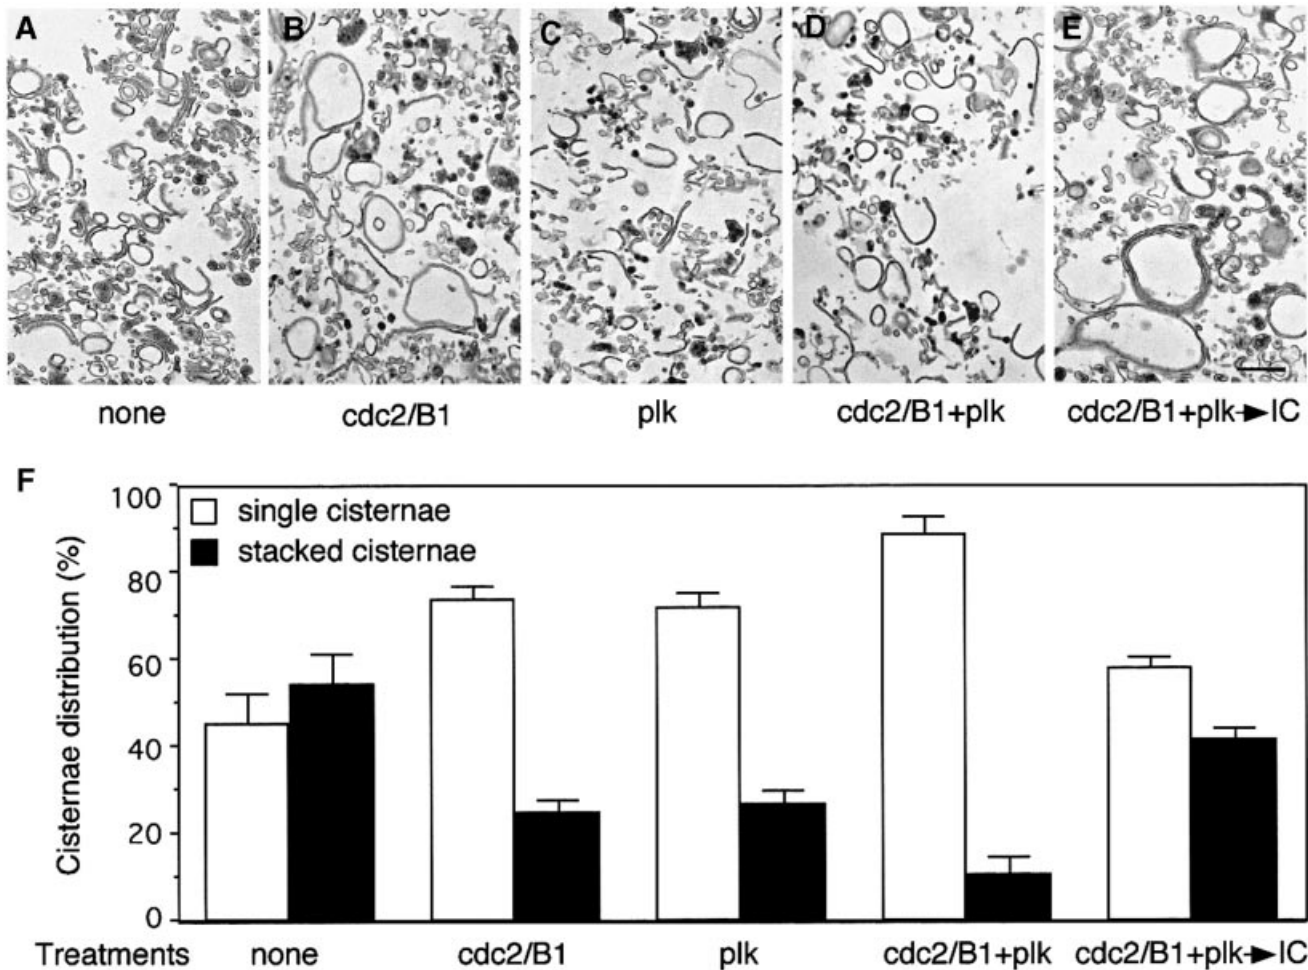 A B C D E
none cdc2/B1 plk cdc2/B1+plk cdc2/B1+plk→IC
F
100
80
60
40
20
0
Cisternae distribution (%)
single cisternae
stacked cisternae
Treatments none cdc2/B1 plk cdc2/B1+plk cdc2/B1+plk→IC